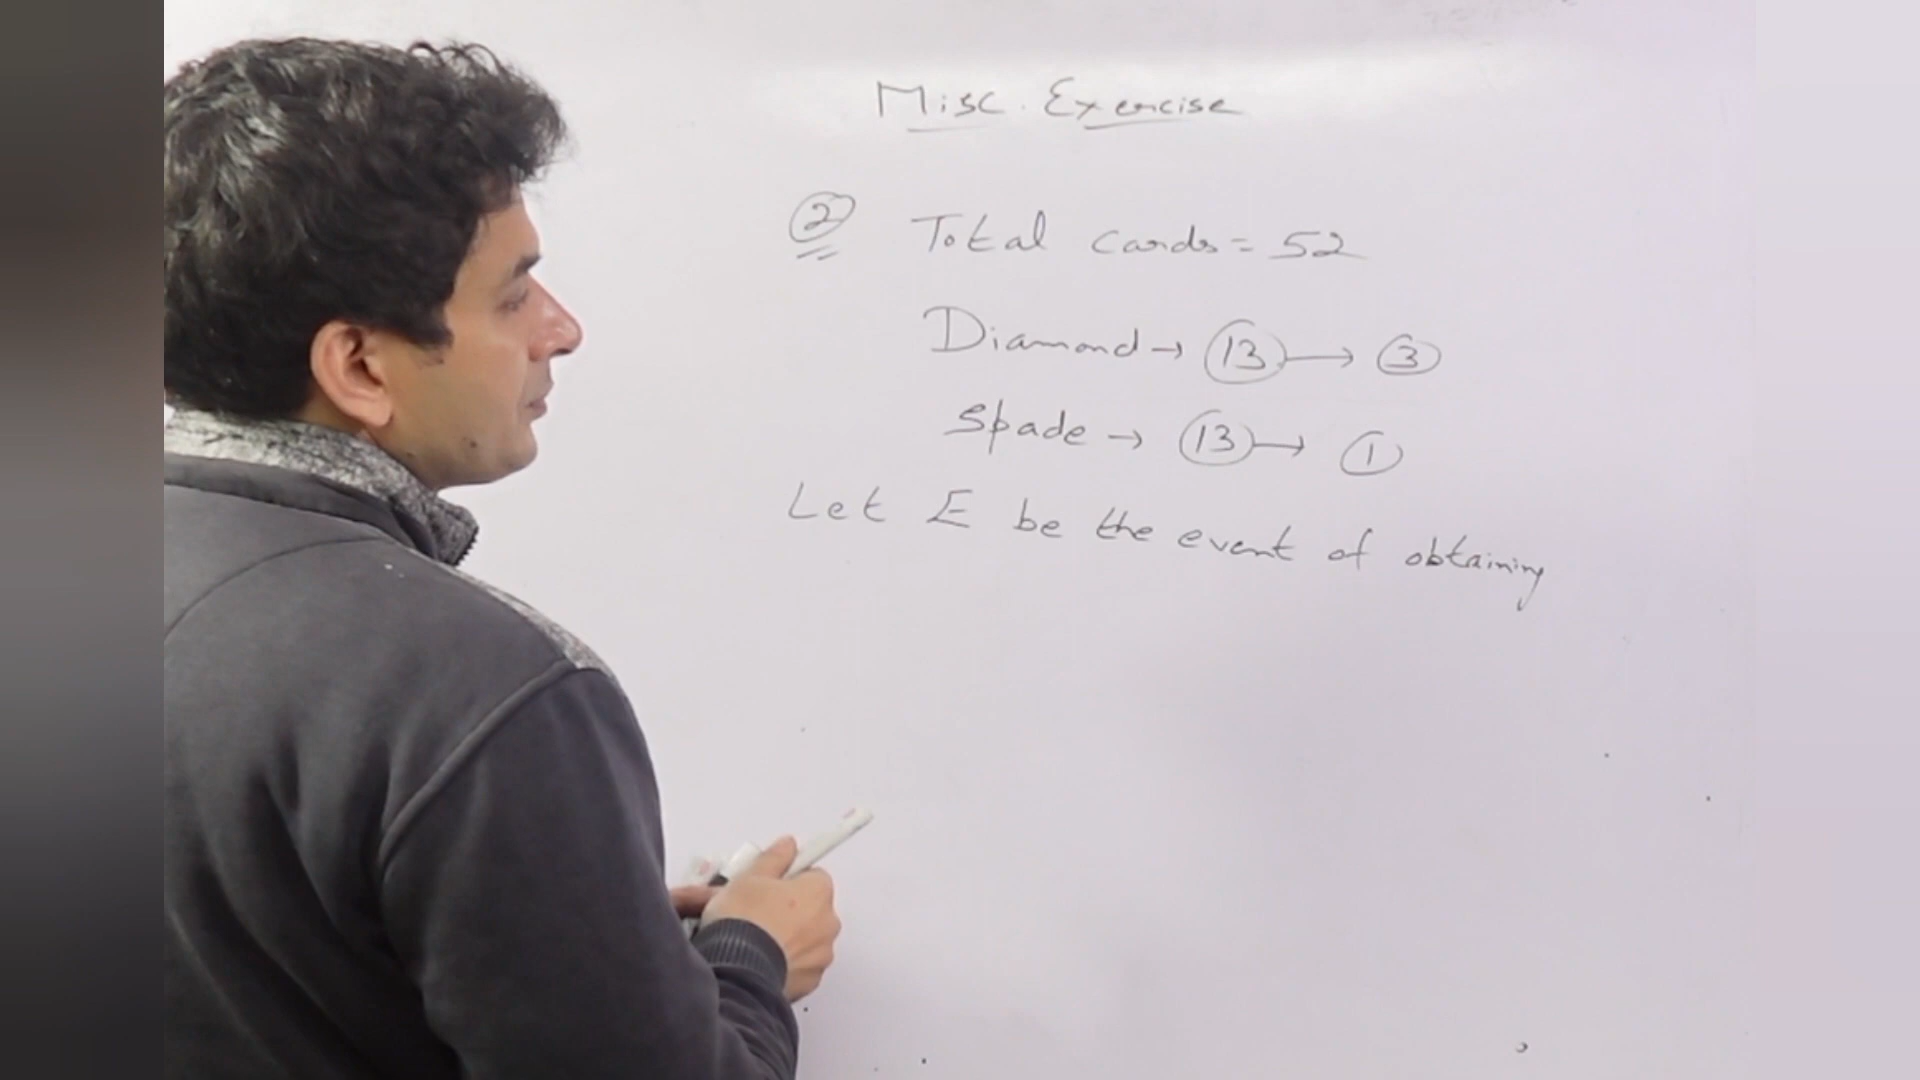 Misc. Exercise
② Total cards = 52
Diamond → ⑬ → ③
Spade → ⑬ → ①
Let E be the event of obtaining